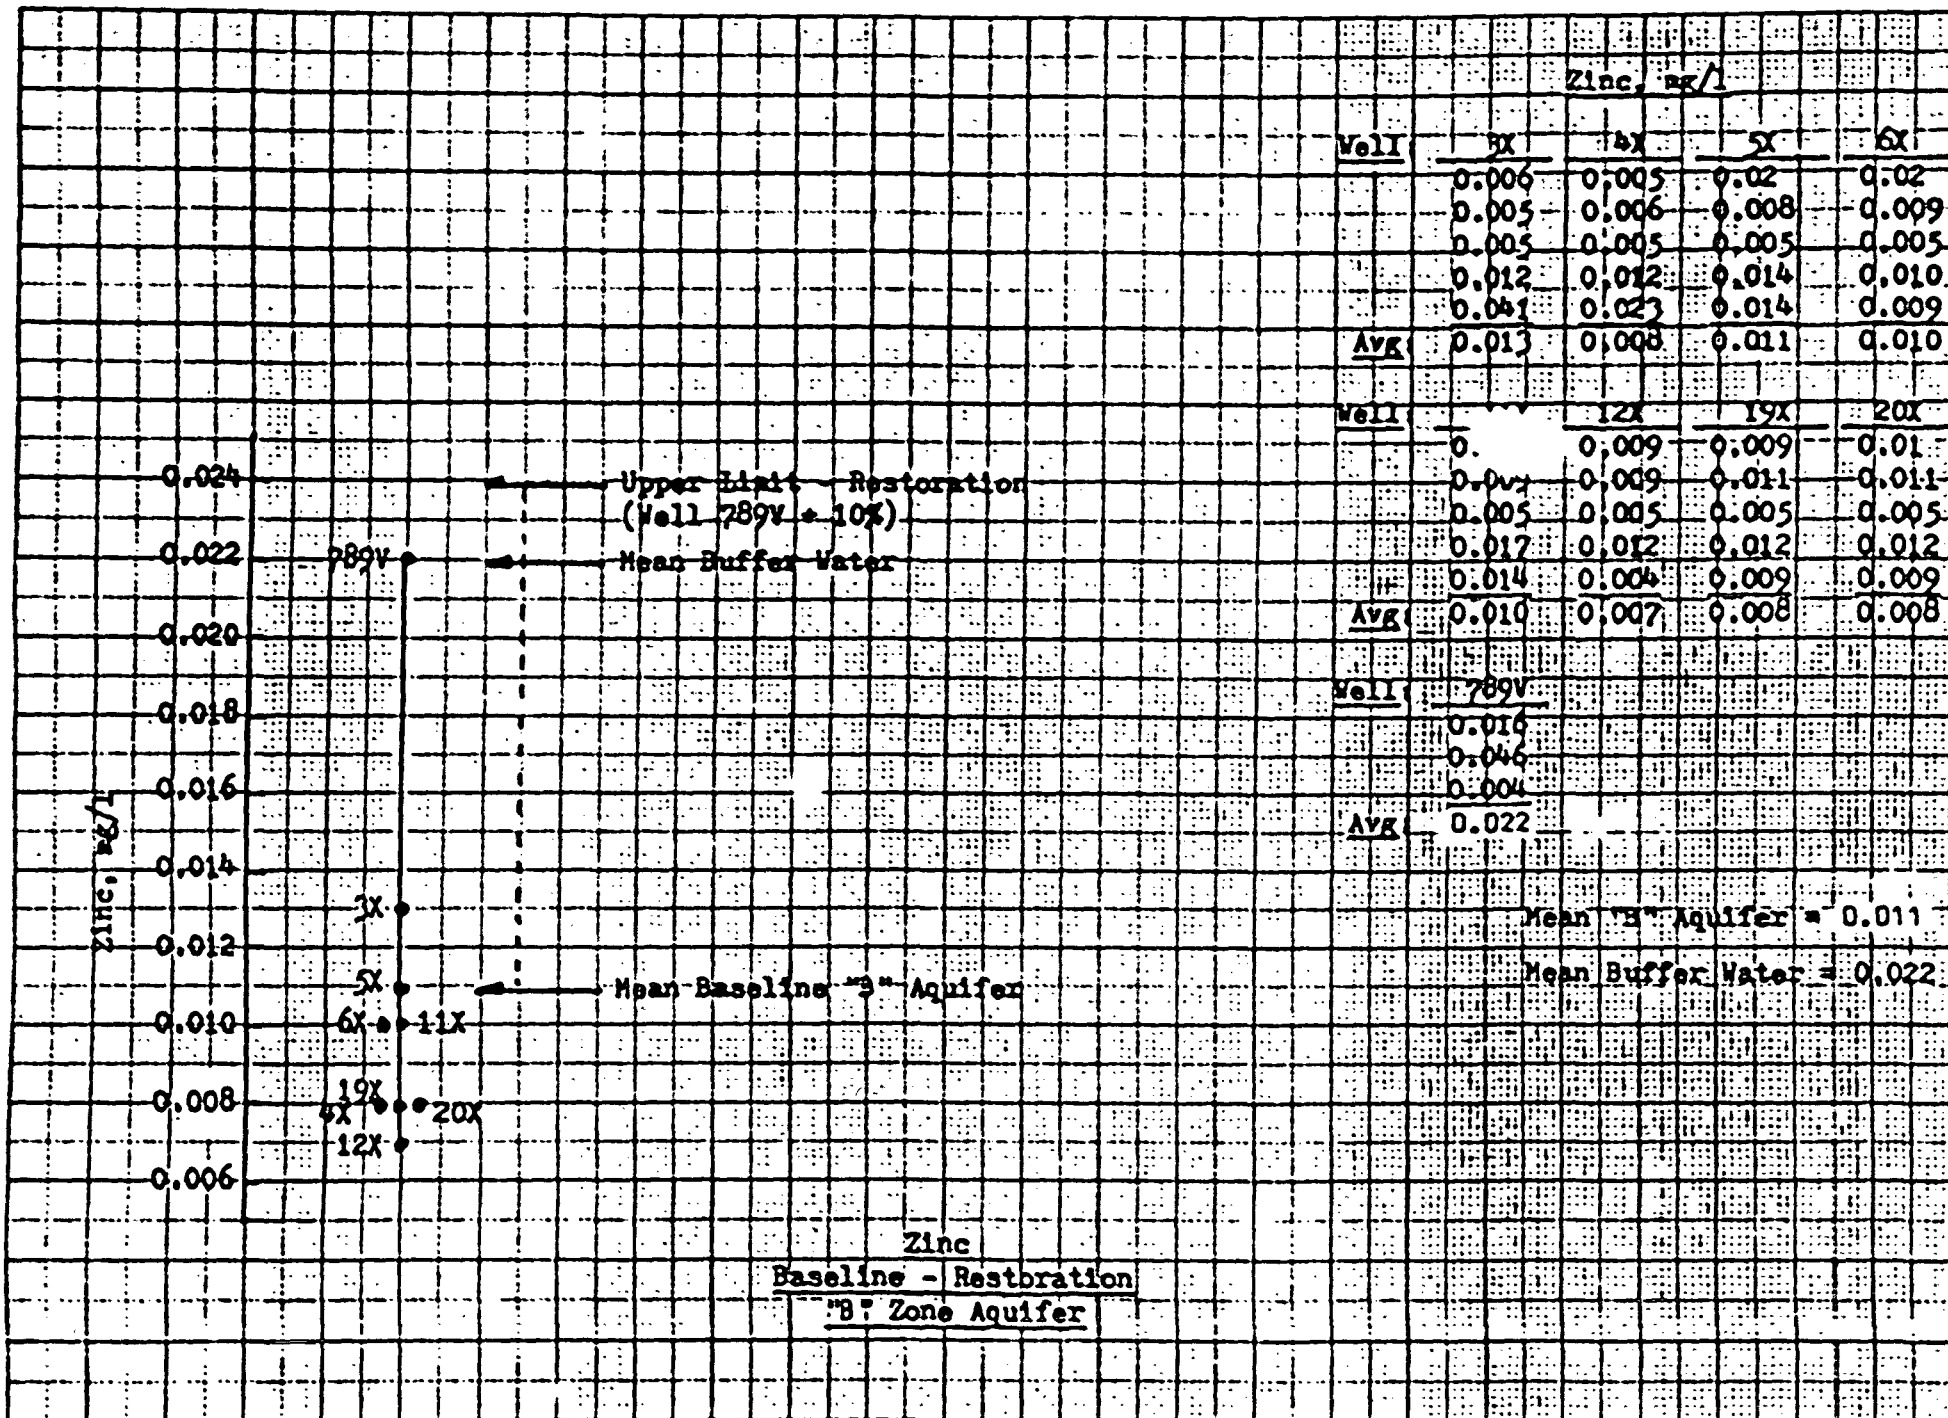 Zinc, mg/l
Well: 3X 4X 5X 6X
0.006 0.005 0.02 0.02
0.005 0.006 0.008 0.009
0.005 0.005 0.005 0.005
0.012 0.012 0.014 0.010
0.041 0.023 0.014 0.009
Avg: 0.013 0.008 0.011 0.010
Well: 12X 19X 20X
0. 0.009 0.009 0.01
0.009 0.011 0.011
0.005 0.005 0.005 0.005
0.017 0.012 0.012 0.012
0.014 0.004 0.009 0.009
Avg: 0.010 0.007 0.008 0.008
Well: 789V
0.016
0.046
0.004
Avg: 0.022
Mean "B" Aquifer = 0.011
Mean Buffer Water = 0.022
0.024
Upper Limit - Restoration
(Well 789V + 10%)
0.022
789V
Mean Buffer Water
0.020
0.018
0.016
0.014
3X
0.012
5X
Mean Baseline "B" Aquifer
0.010
6X 11X
0.008
19X
4X 20X
12X
0.006
Zinc, mg/l
Zinc
Baseline - Restoration
"B" Zone Aquifer